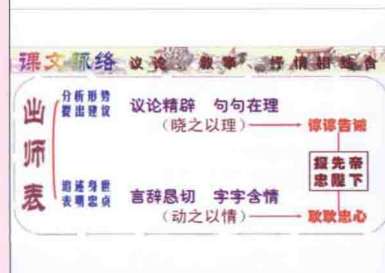 课文脉络 议论、叙事、抒情相结合
出师表
分析形势
提出建议
议论精辟 句句在理
（晓之以理）
谆谆告诫
报先帝
忠陛下
追述身世
表明忠贞
言辞恳切 字字含情
（动之以情）
耿耿忠心